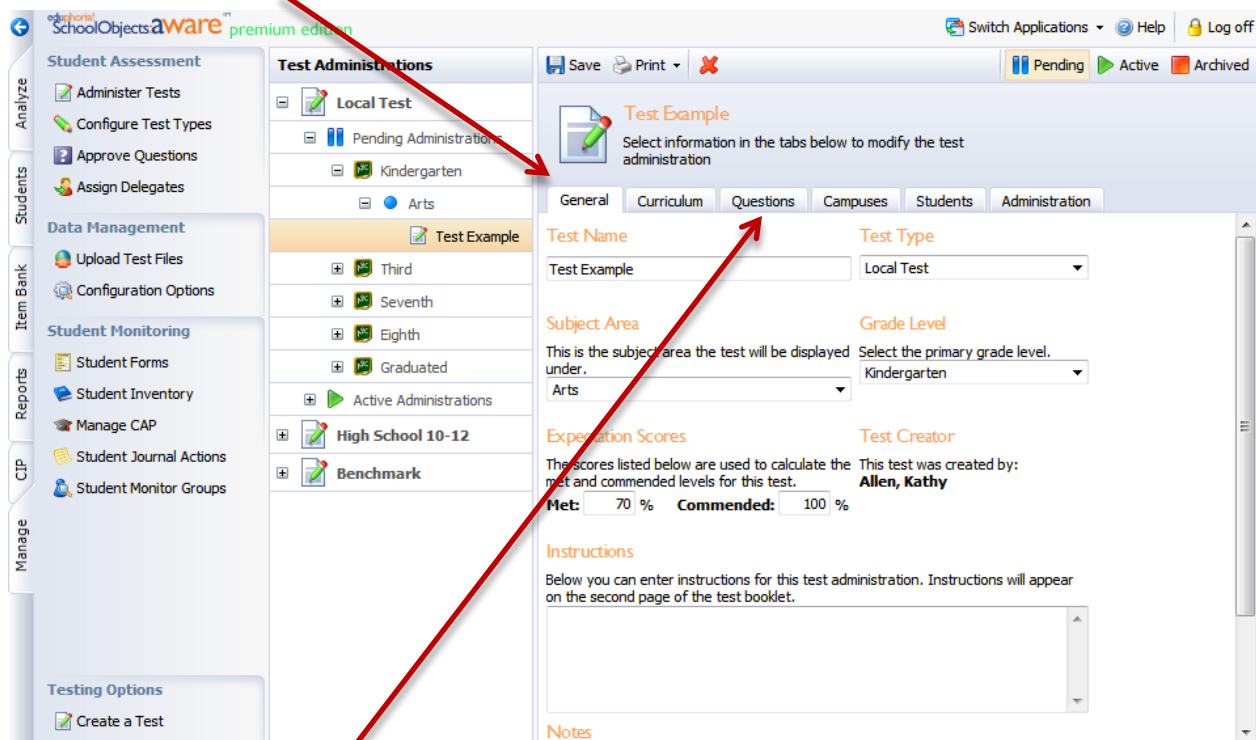 eduphoria!
SchoolObjects:aware premium edition
Switch Applications
Help
Log off
Analyze
Students
Item Bank
Reports
CIP
Manage
Student Assessment
Administer Tests
Configure Test Types
Approve Questions
Assign Delegates
Data Management
Upload Test Files
Configuration Options
Student Monitoring
Student Forms
Student Inventory
Manage CAP
Student Journal Actions
Student Monitor Groups
Testing Options
Create a Test
Test Administrations
Local Test
Pending Administrations
Kindergarten
Arts
Test Example
Third
Seventh
Eighth
Graduated
Active Administrations
High School 10-12
Benchmark
Save Print
Pending Active Archived
Test Example
Select information in the tabs below to modify the test
administration
General Curriculum Questions Campuses Students Administration
Test Name
Test Example
Test Type
Local Test
Subject Area
This is the subject area the test will be displayed
under.
Arts
Grade Level
Select the primary grade level.
Kindergarten
Expectation Scores
The scores listed below are used to calculate the
met and commended levels for this test.
Met: 70 % Commended: 100 %
Test Creator
This test was created by:
Allen, Kathy
Instructions
Below you can enter instructions for this test administration. Instructions will appear
on the second page of the test booklet.
Notes